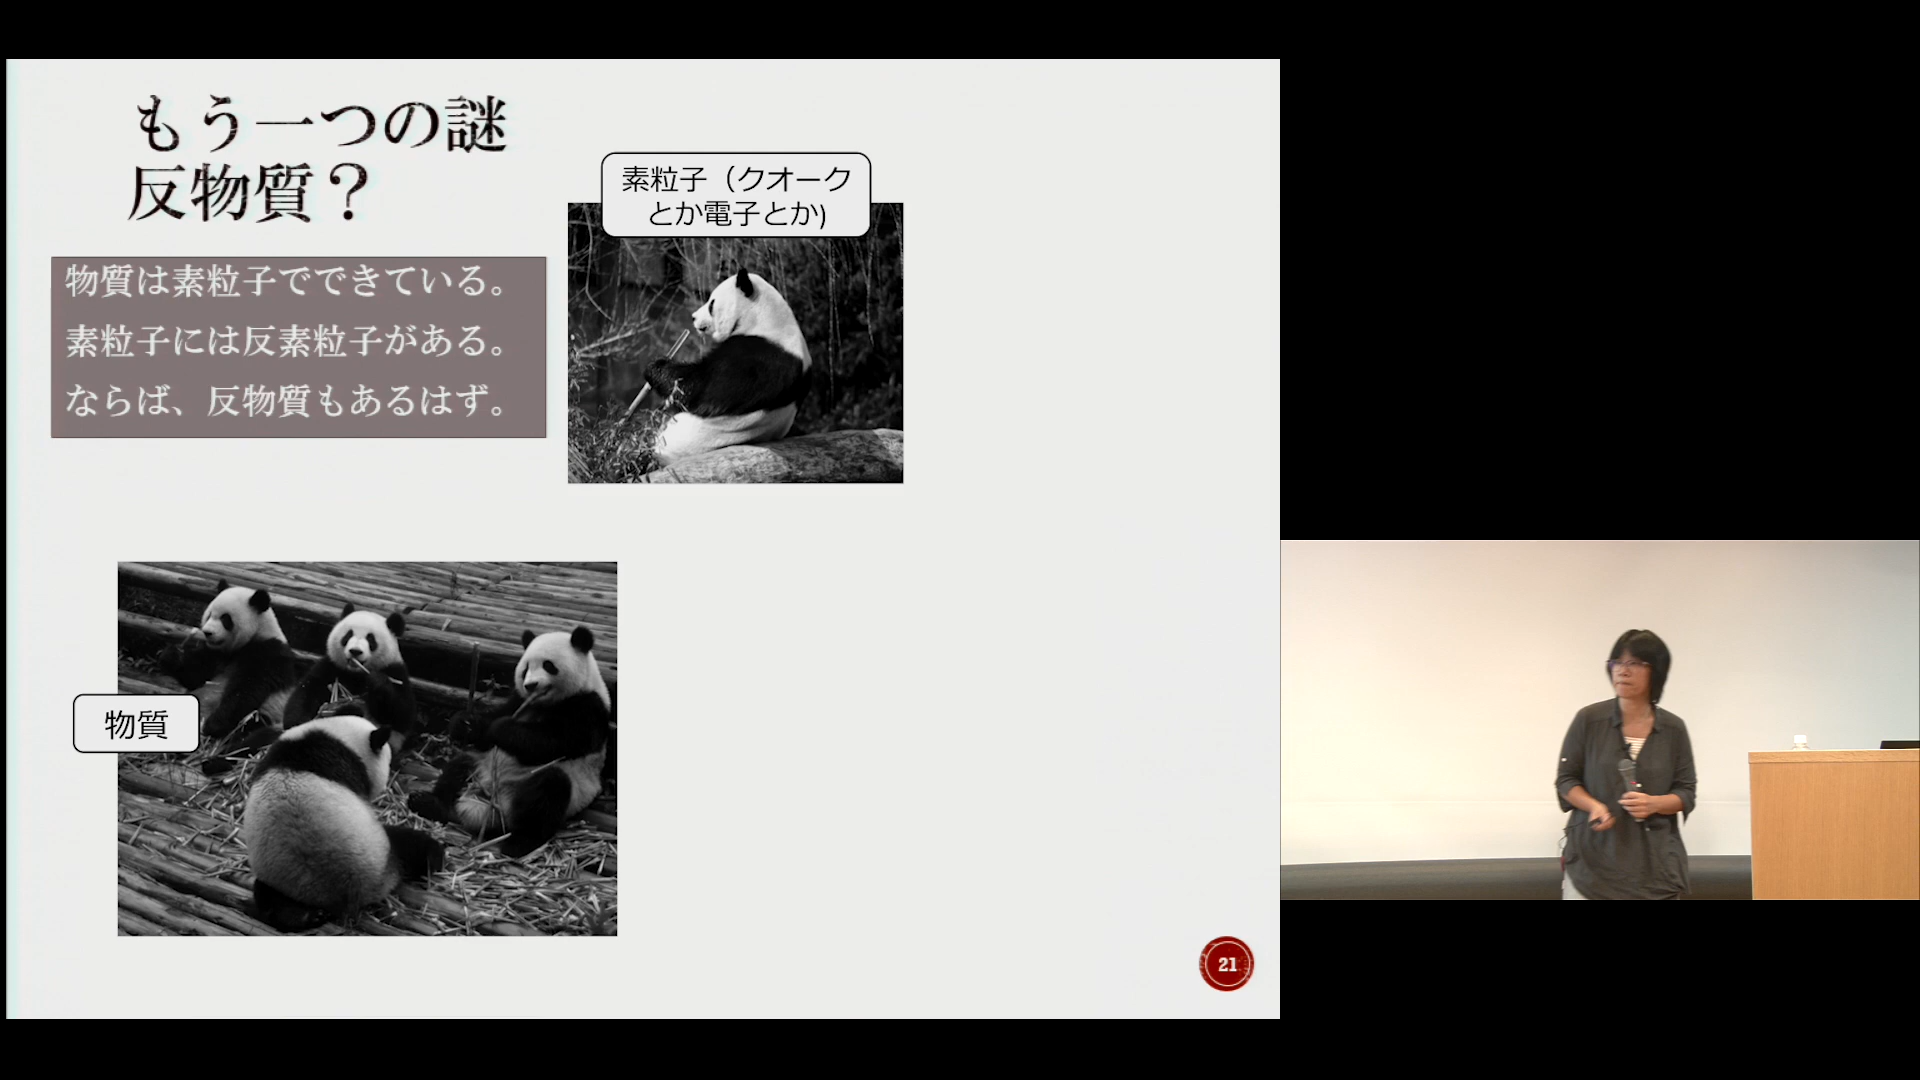 もう一つの謎
反物質？
素粒子（クオーク
とか電子とか)
物質は素粒子でできている。
素粒子には反素粒子がある。
ならば、反物質もあるはず。
物質
21